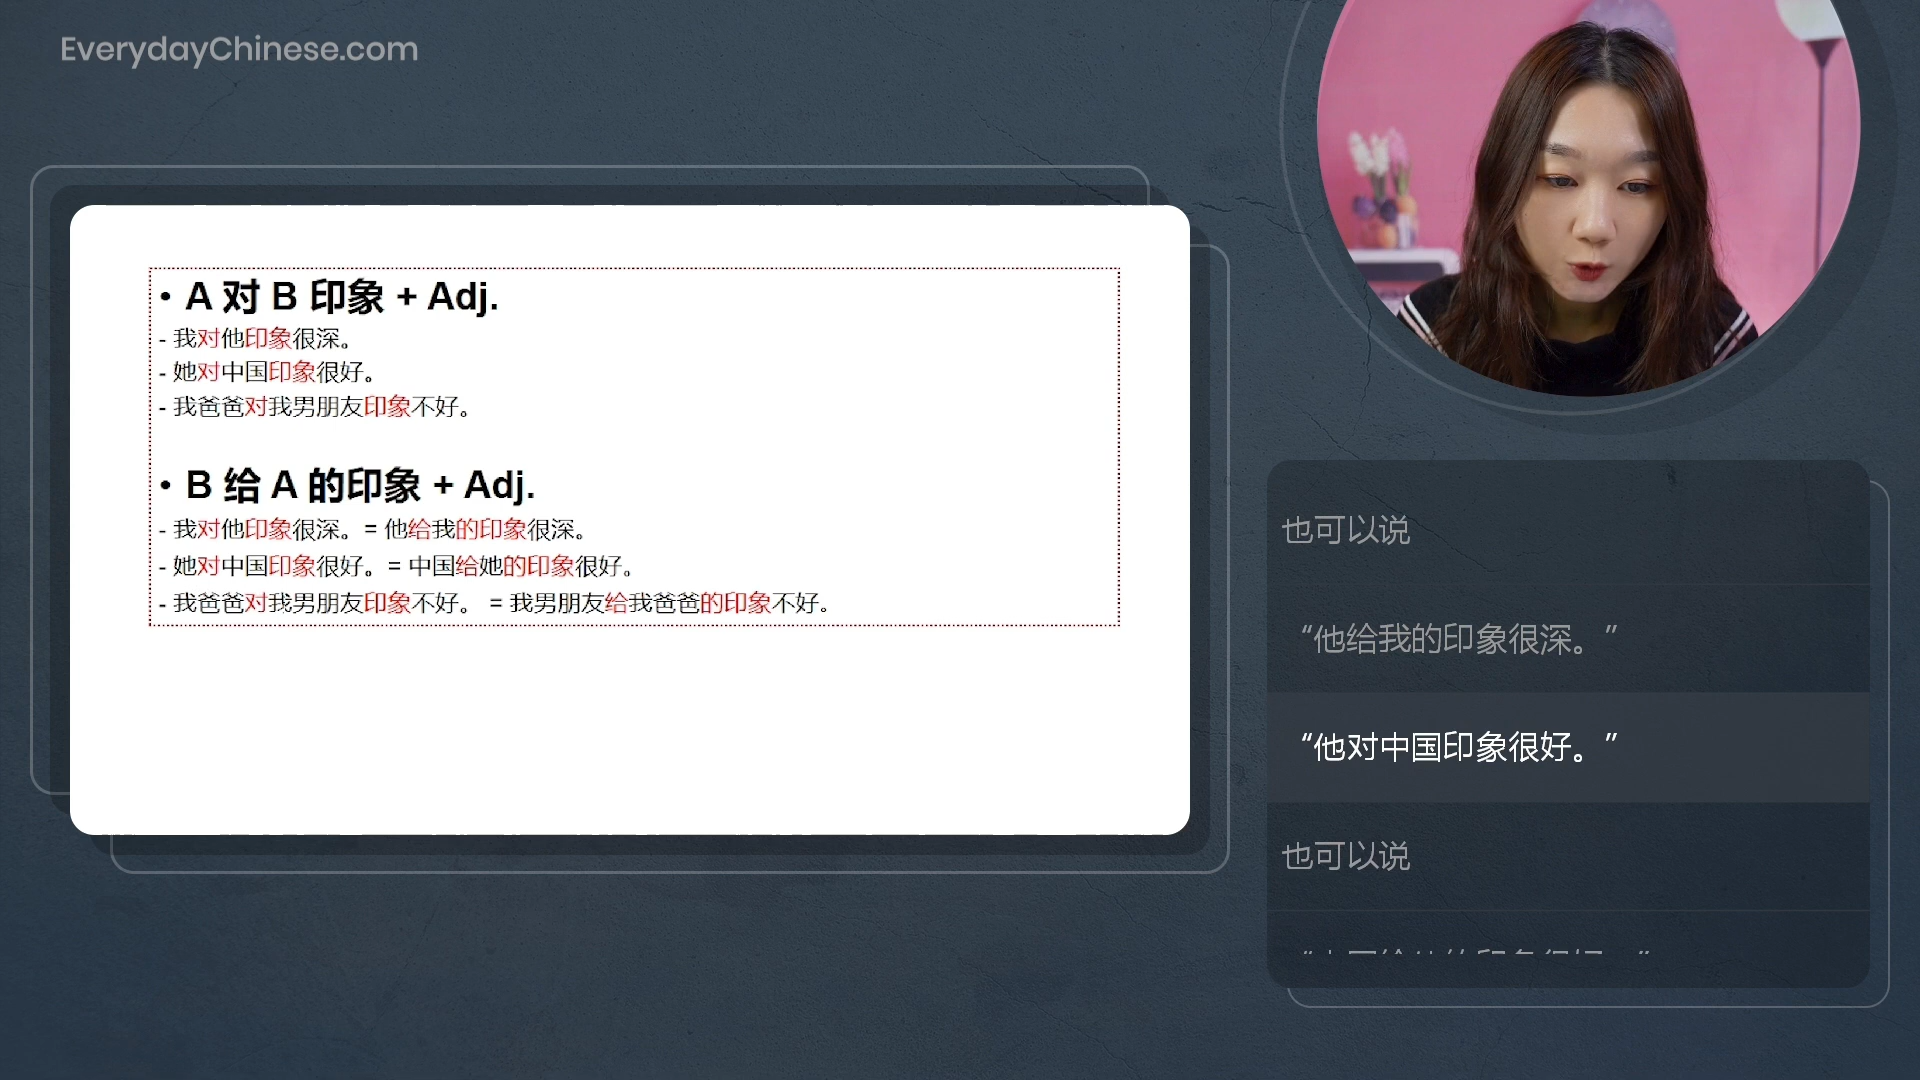 EverydayChinese.com
• A 对 B 印象 + Adj.
- 我对他印象很深。
- 她对中国印象很好。
- 我爸爸对我男朋友印象不好。
• B 给 A 的印象 + Adj.
- 我对他印象很深。= 他给我的印象很深。
- 她对中国印象很好。= 中国给她的印象很好。
- 我爸爸对我男朋友印象不好。 = 我男朋友给我爸爸的印象不好。
也可以说
“他给我的印象很深。”
“他对中国印象很好。”
也可以说